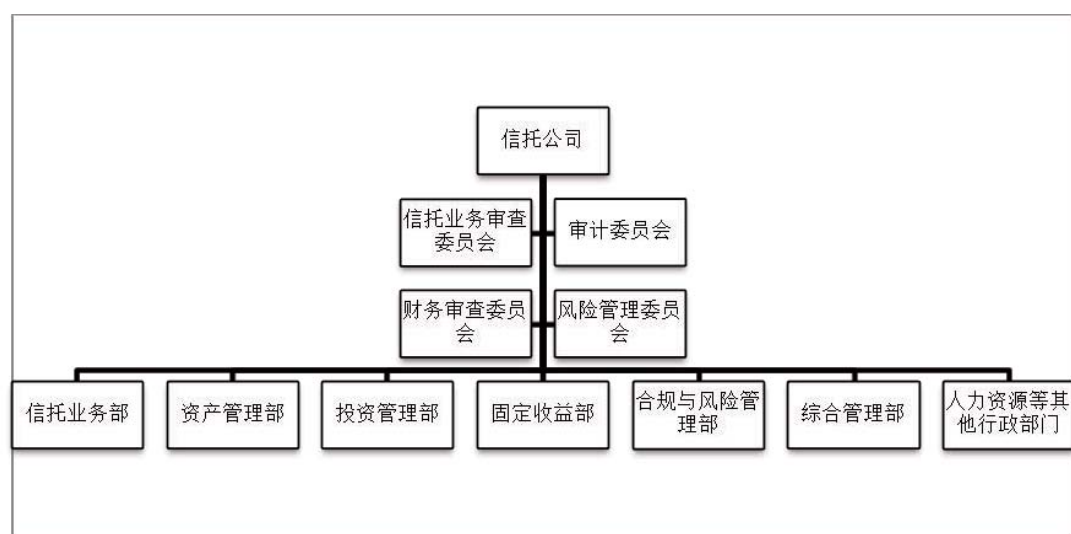 信托公司
信托业务审查
委员会
审计委员会
财务审查委员
会
风险管理委员
会
信托业务部
资产管理部
投资管理部
固定收益部
合规与风险管
理部
综合管理部
人力资源等其
他行政部门